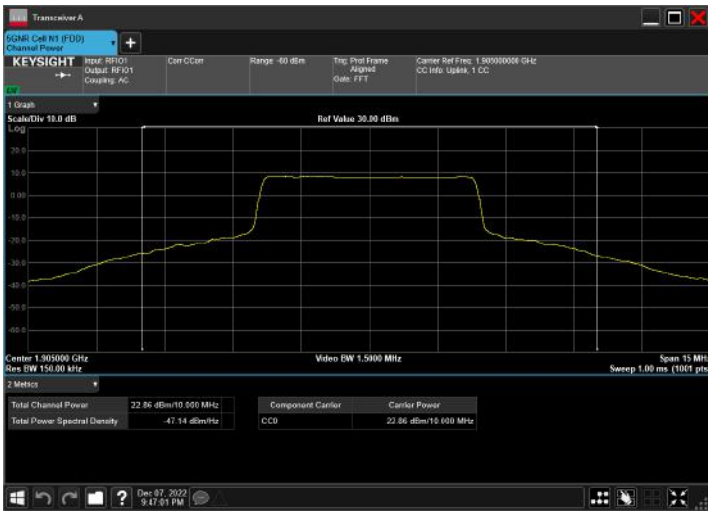 Transceiver A
5GNR Cell N1 (FDD)
Channel Power
KEYSIGHT
Input: RFIO1
Output: RFIO1
Coupling: AC
Corr CCorr
Range: -60 dBm
Trig: Prot Frame
Aligned
Gate: FFT
Carrier Ref Freq: 1.905000000 GHz
CC Info: Uplink, 1 CC
1 Graph
Scale/Div 10.0 dB
Ref Value 30.00 dBm
Log
20.0
10.0
0.00
-10.0
-20.0
-30.0
-40.0
-50.0
-60.0
Center 1.905000 GHz
Video BW 1.5000 MHz
Span 15 MHz
Res BW 150.00 kHz
Sweep 1.00 ms (1001 pts
2 Metrics
Total Channel Power 22.86 dBm/10.000 MHz
Total Power Spectral Density -47.14 dBm/Hz
Component Carrier Carrier Power
CC0 22.86 dBm/10.000 MHz
?
Dec 07, 2022
9:47:01 PM